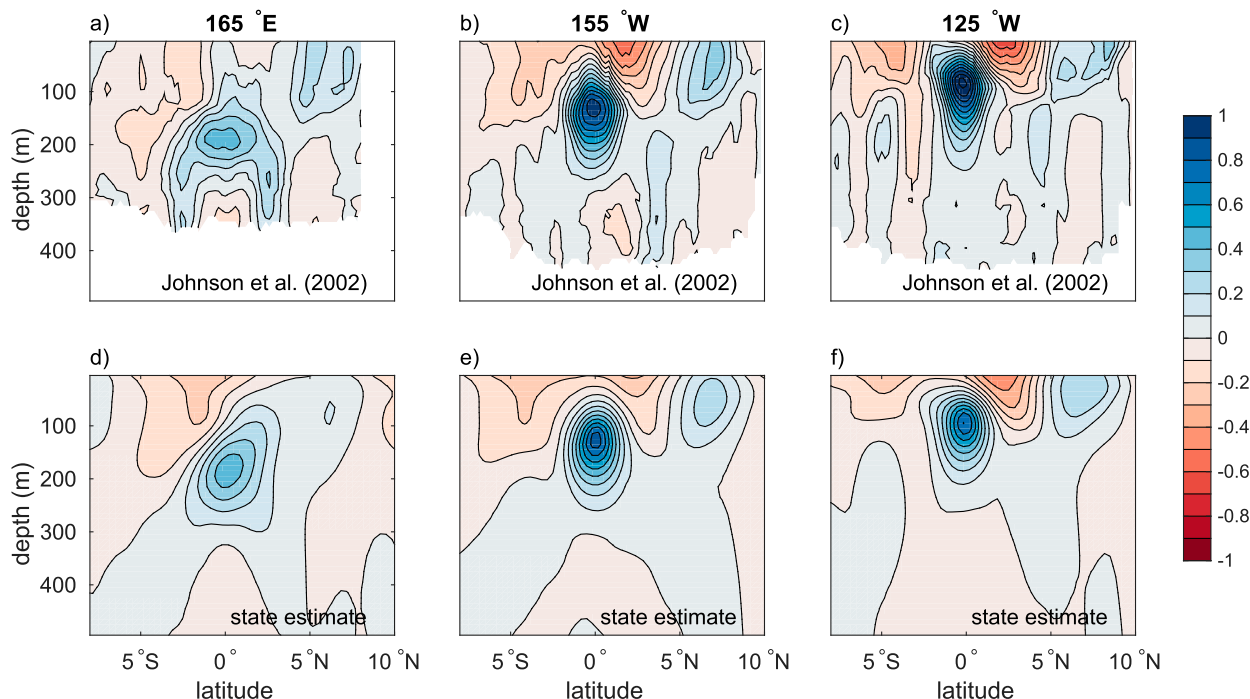 a) 165 °E
b) 155 °W
c) 125 °W
depth (m)
100
200
300
400
Johnson et al. (2002)
Johnson et al. (2002)
Johnson et al. (2002)
1
0.8
0.6
0.4
0.2
0
-0.2
-0.4
-0.6
-0.8
-1
d)
e)
f)
depth (m)
100
200
300
400
state estimate
state estimate
state estimate
5 °S 0 ° 5 °N 10 °N
5 °S 0 ° 5 °N 10 °N
5 °S 0 ° 5 °N 10 °N
latitude
latitude
latitude